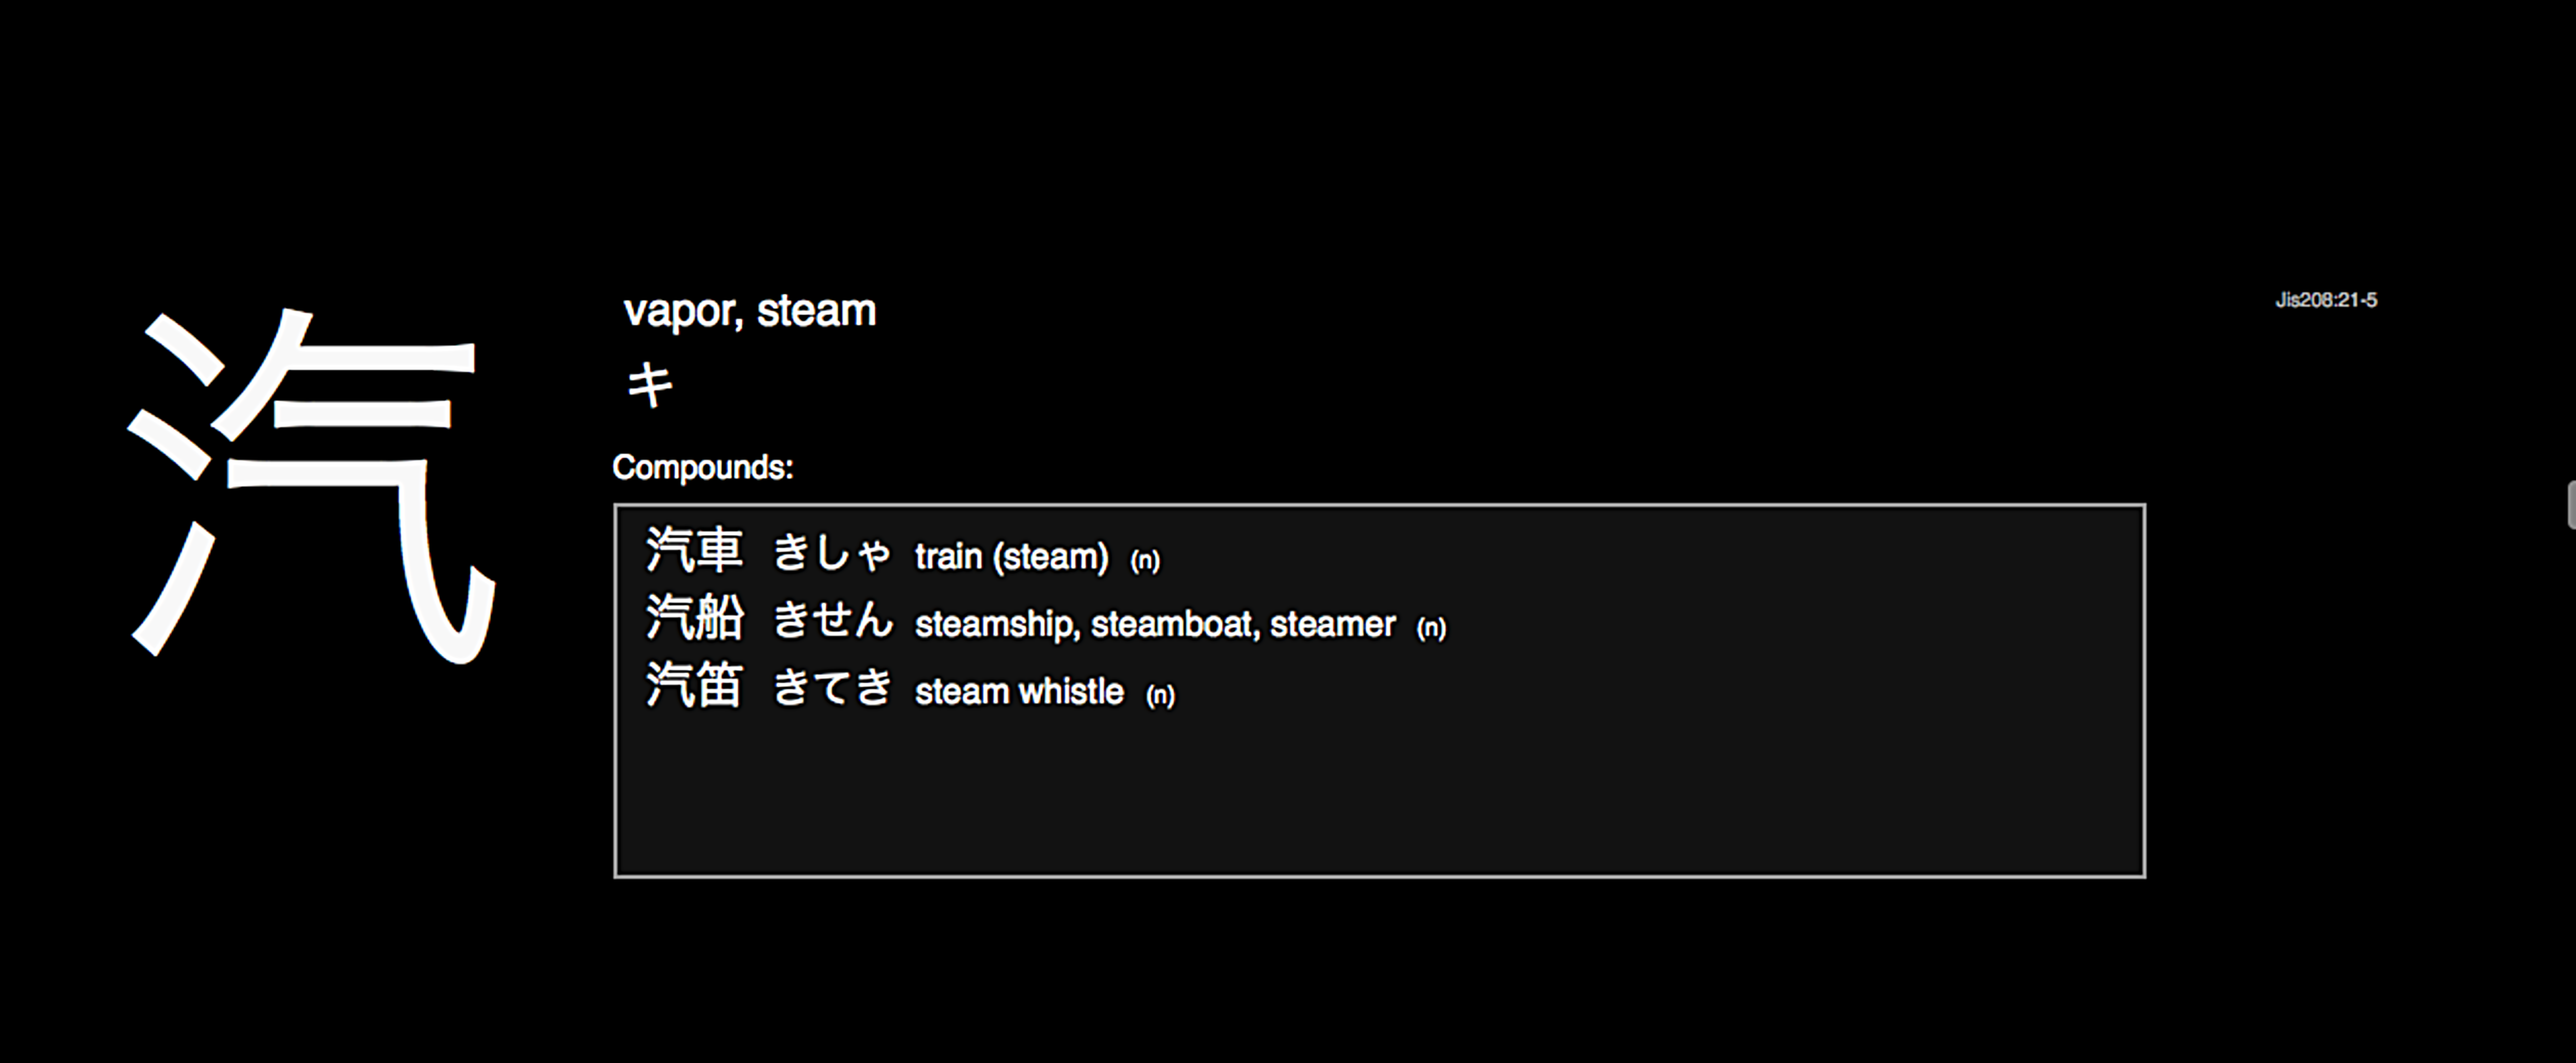 汽
vapor, steam
Jis208:21-5
キ
Compounds:
汽車 きしゃ train (steam) (n)
汽船 きせん steamship, steamboat, steamer (n)
汽笛 きてき steam whistle (n)